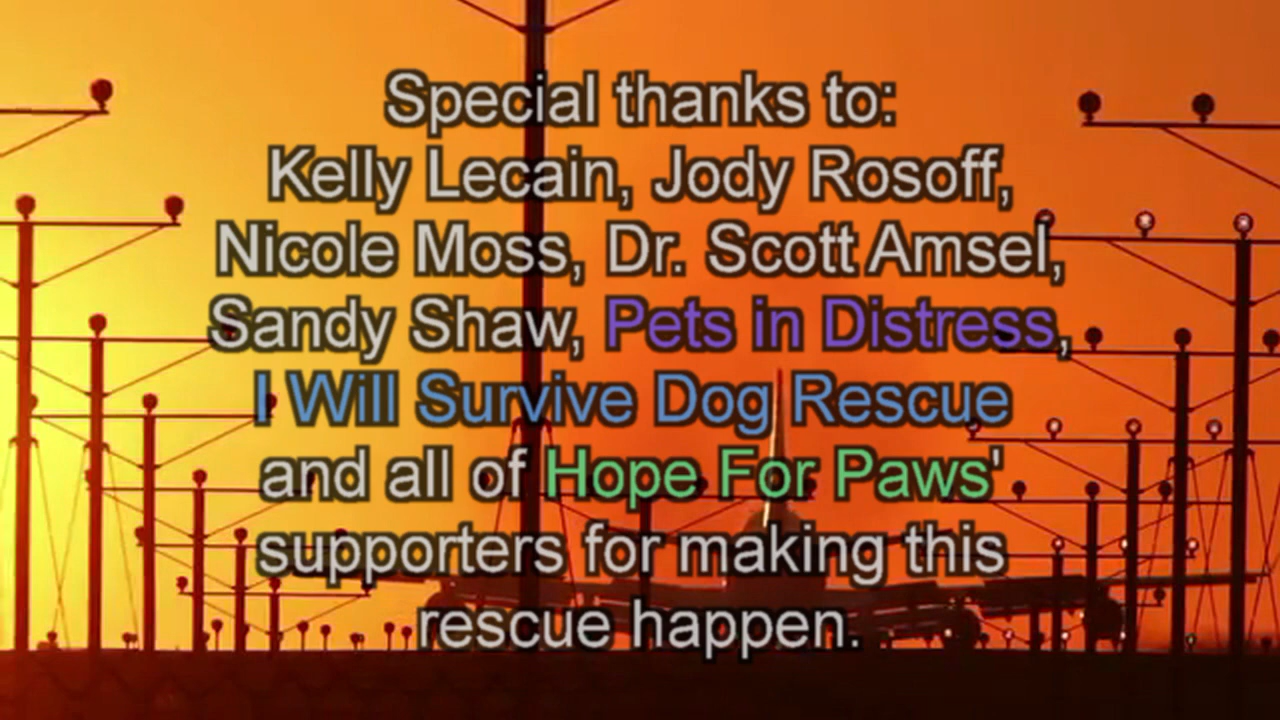 Special thanks to:
Kelly Lecain, Jody Rosoff,
Nicole Moss, Dr. Scott Amsel,
Sandy Shaw, Pets in Distress,
I Will Survive Dog Rescue
and all of Hope For Paws'
supporters for making this
rescue happen.